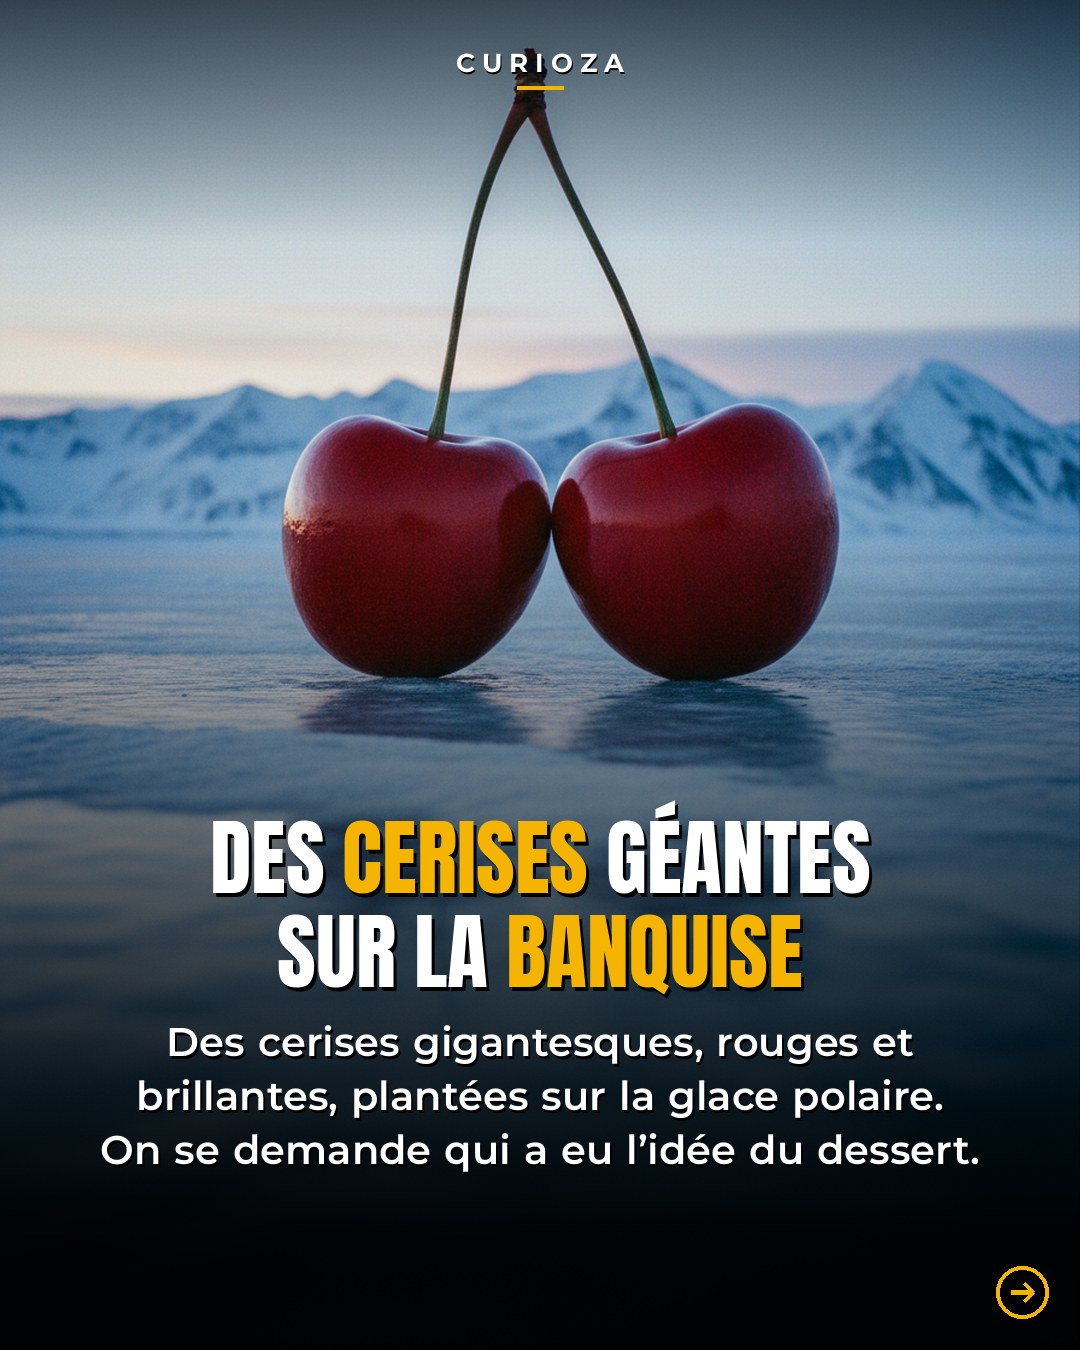 CURIOZA
DES CERISES GÉANTES
SUR LA BANQUISE
Des cerises gigantesques, rouges et
brillantes, plantées sur la glace polaire.
On se demande qui a eu l’idée du dessert.